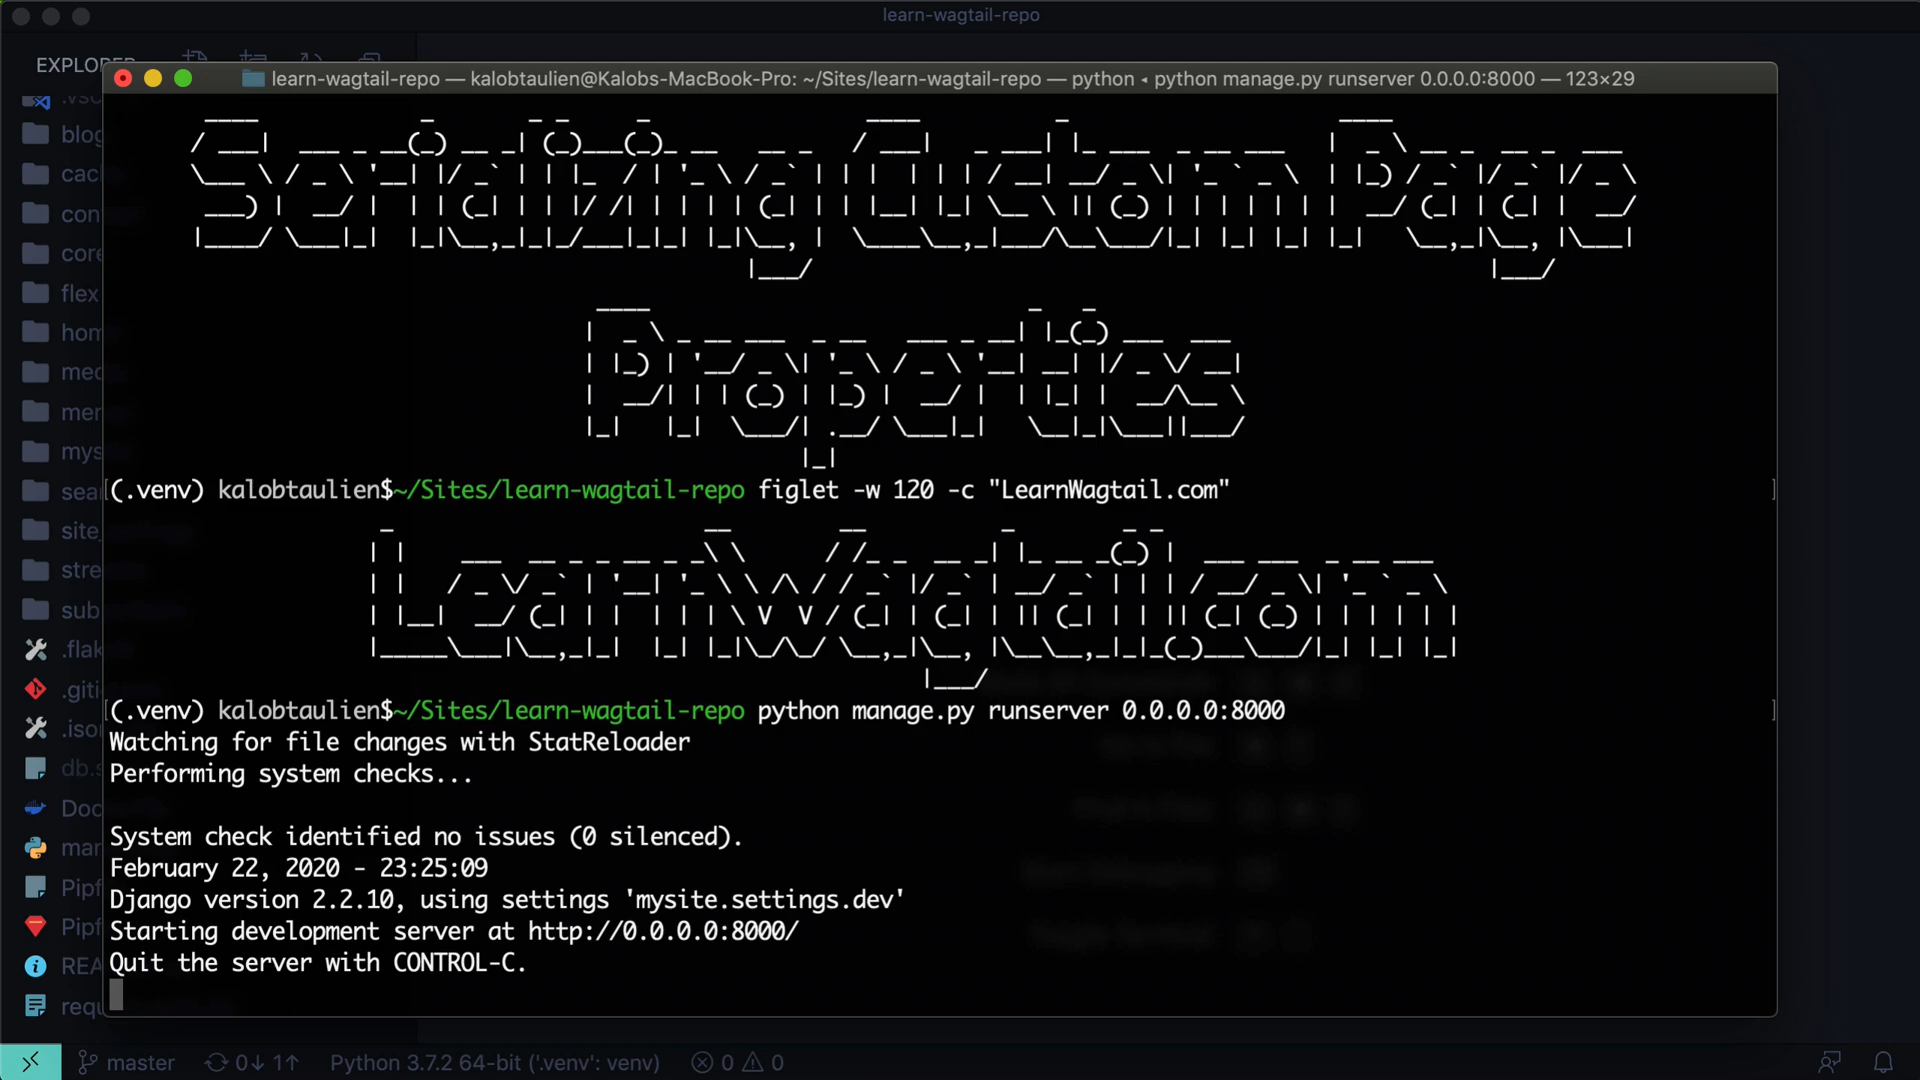 learn-wagtail-repo
EXPLORER
learn-wagtail-repo — kalobtaulien@Kalobs-MacBook-Pro: ~/Sites/learn-wagtail-repo — python ◂ python manage.py runserver 0.0.0.0:8000 — 123×29
Serializing Custom Page
Properties
(.venv) kalobtaulien$~/Sites/learn-wagtail-repo figlet -w 120 -c "LearnWagtail.com"
LearnWagtail.com
(.venv) kalobtaulien$~/Sites/learn-wagtail-repo python manage.py runserver 0.0.0.0:8000
Watching for file changes with StatReloader
Performing system checks...
System check identified no issues (0 silenced).
February 22, 2020 - 23:25:09
Django version 2.2.10, using settings 'mysite.settings.dev'
Starting development server at http://0.0.0.0:8000/
Quit the server with CONTROL-C.
flex
master 0↓ 1↑ Python 3.7.2 64-bit ('.venv': venv) 0 0